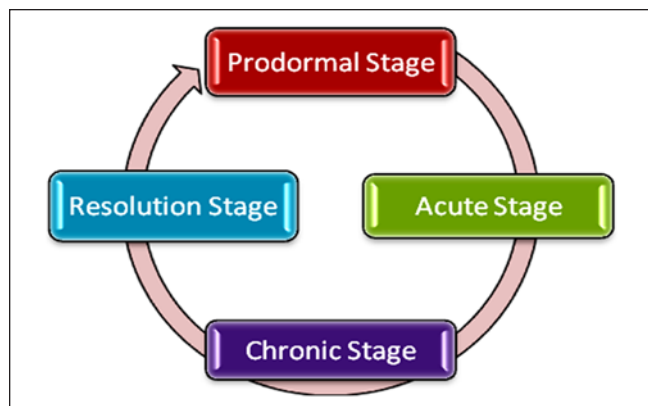 Prodormal Stage
Resolution Stage
Acute Stage
Chronic Stage